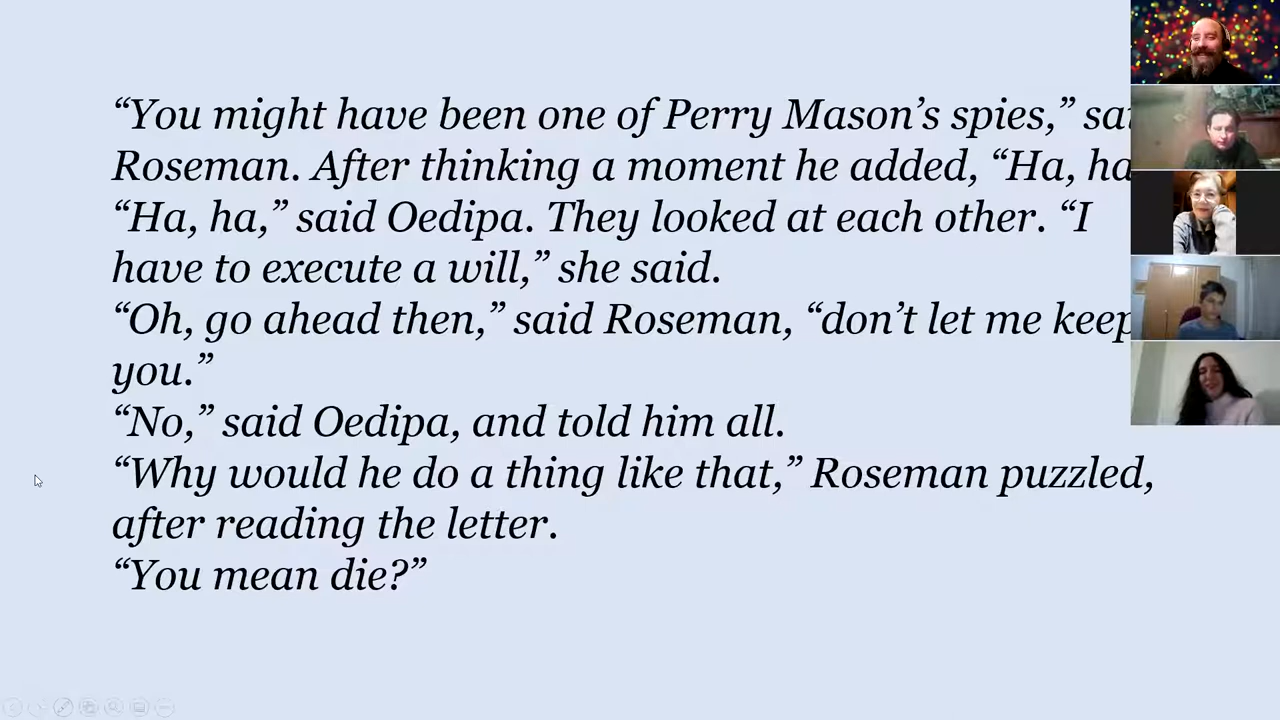 “You might have been one of Perry Mason’s spies,”
Roseman. After thinking a moment he added, “Ha, ha
“Ha, ha,” said Oedipa. They looked at each other. “I
have to execute a will,” she said.
“Oh, go ahead then,” said Roseman, “don’t let me keep
you.”
“No,” said Oedipa, and told him all.
“Why would he do a thing like that,” Roseman puzzled,
after reading the letter.
“You mean die?”